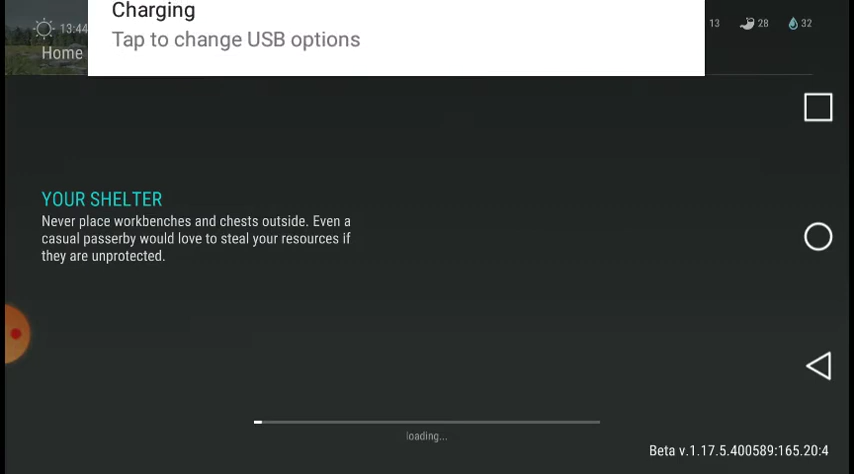 Charging
Tap to change USB options
13:44
13 28 32
Home
YOUR SHELTER
Never place workbenches and chests outside. Even a
casual passerby would love to steal your resources if
they are unprotected.
loading...
Beta v.1.17.5.400589:165.20:4